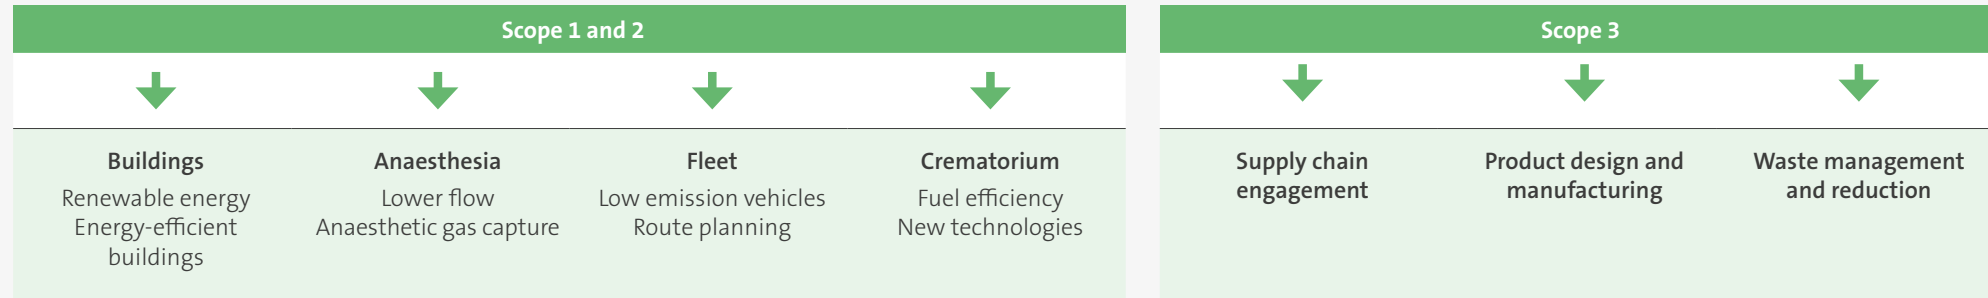 Scope 1 and 2
Buildings
Renewable energy
Energy-efficient
buildings
Anaesthesia
Lower flow
Anaesthetic gas capture
Fleet
Low emission vehicles
Route planning
Crematorium
Fuel efficiency
New technologies
Scope 3
Supply chain
engagement
Product design and
manufacturing
Waste management
and reduction